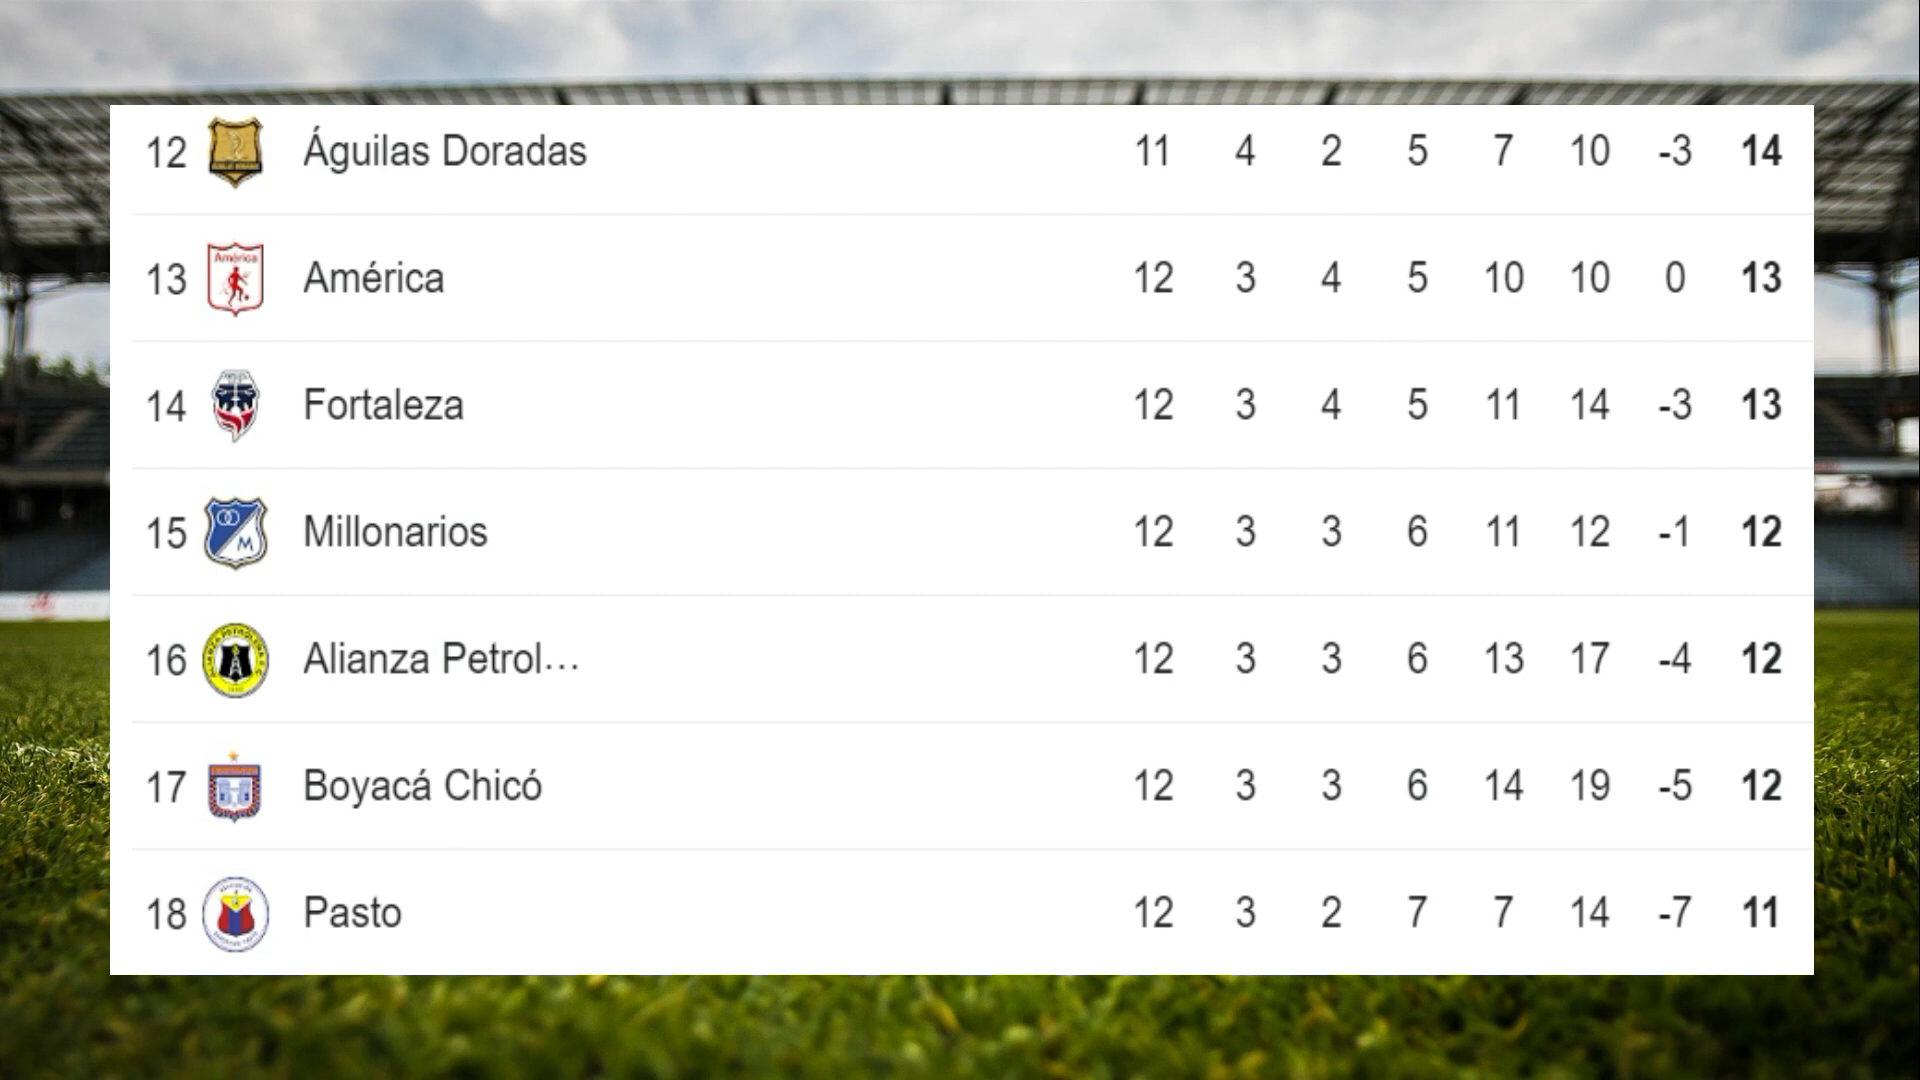 12 Águilas Doradas 11 4 2 5 7 10 -3 14
América
13 América 12 3 4 5 10 10 0 13
14 Fortaleza 12 3 4 5 11 14 -3 13
15 Millonarios 12 3 3 6 11 12 -1 12
M
16 Alianza Petrol... 12 3 3 6 13 17 -4 12
17 Boyacá Chicó 12 3 3 6 14 19 -5 12
18 Pasto 12 3 2 7 7 14 -7 11